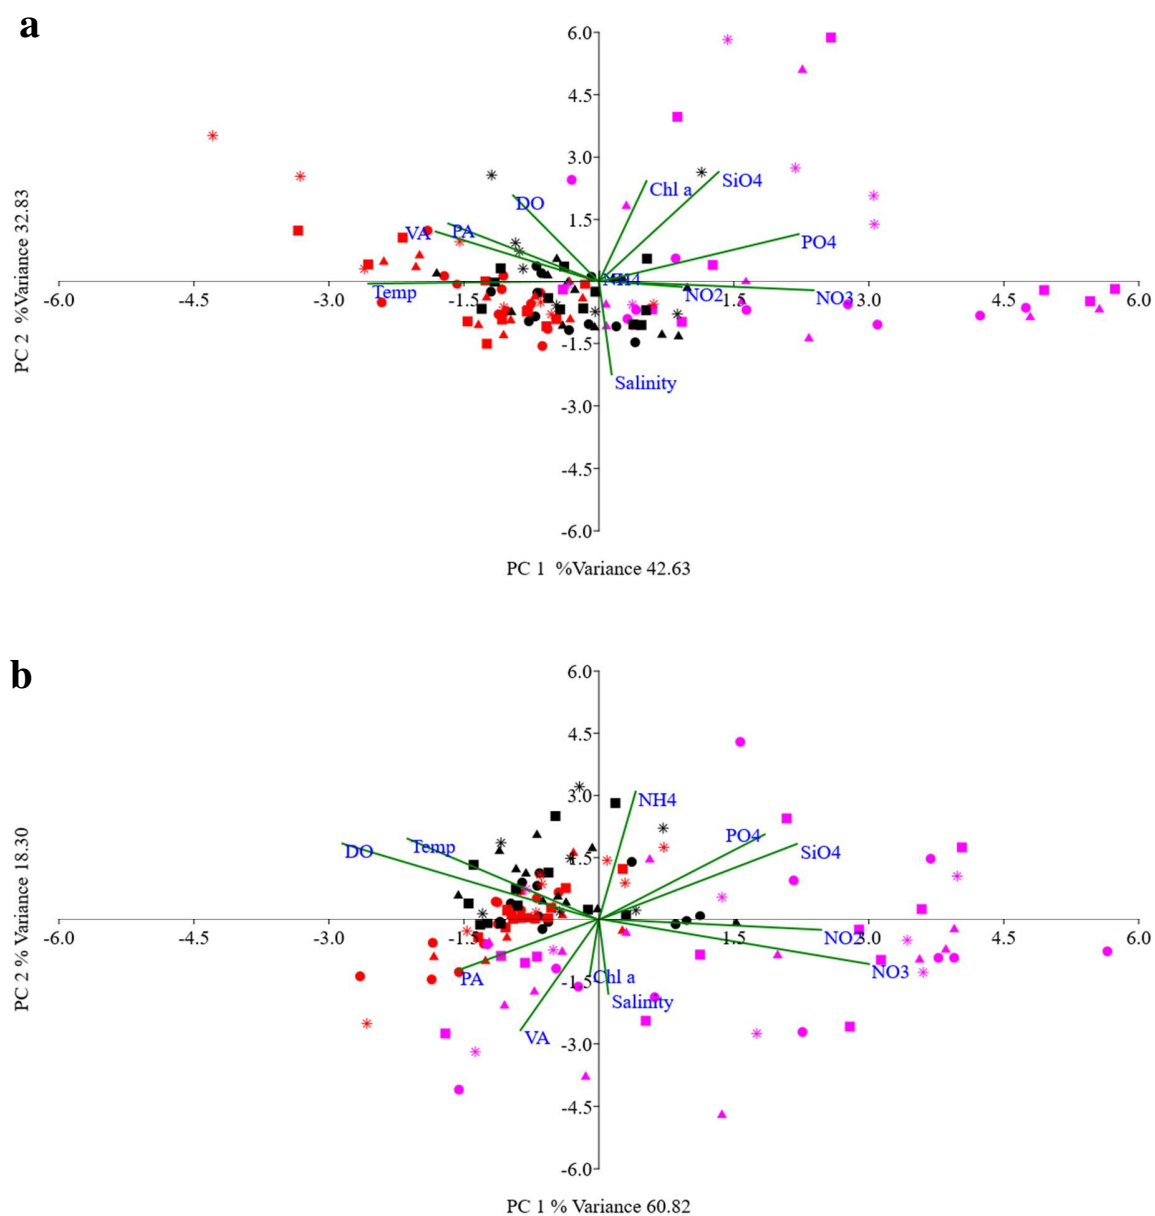 a
6.0
4.5
3.0
Chl a
SiO4
DO
1.5
VA
PA
PO4
NH4
-6.0
-4.5
-3.0
-1.5
1.5
3.0
4.5
6.0
Temp
NO2
NO3
-1.5
Salinity
-3.0
-4.5
-6.0
PC 2 %Variance 32.83
PC 1 %Variance 42.63
b
6.0
4.5
3.0
NH4
PO4
SiO4
DO
Temp
1.5
-6.0
-4.5
-3.0
-1.5
1.5
3.0
4.5
6.0
NO2
NO3
PA
Chl a
-1.5
Salinity
VA
-3.0
-4.5
-6.0
PC 2 % Variance 18.30
PC 1 % Variance 60.82